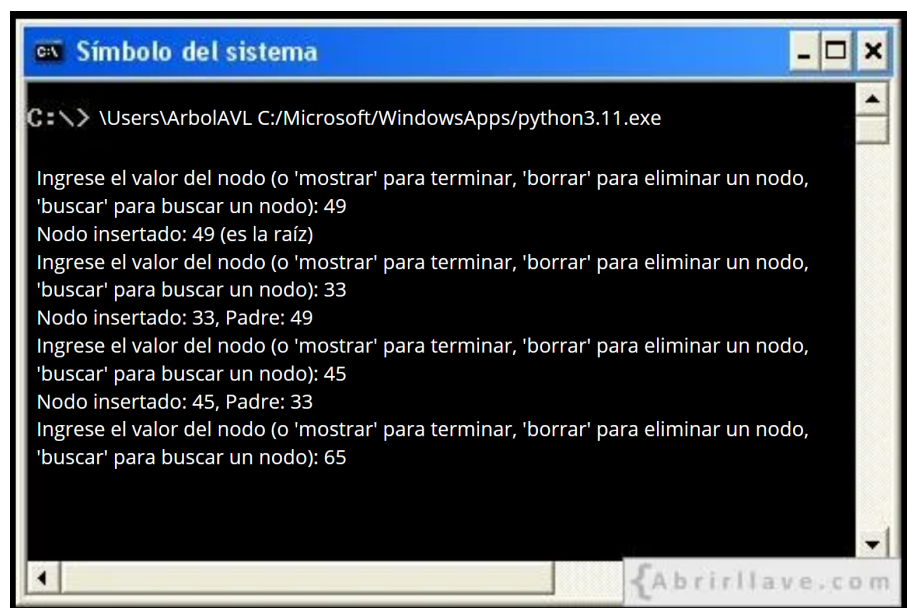 Símbolo del sistema
C:\> \Users\ArbolAVL C:/Microsoft/WindowsApps/python3.11.exe
Ingrese el valor del nodo (o 'mostrar' para terminar, 'borrar' para eliminar un nodo,
'buscar' para buscar un nodo): 49
Nodo insertado: 49 (es la raíz)
Ingrese el valor del nodo (o 'mostrar' para terminar, 'borrar' para eliminar un nodo,
'buscar' para buscar un nodo): 33
Nodo insertado: 33, Padre: 49
Ingrese el valor del nodo (o 'mostrar' para terminar, 'borrar' para eliminar un nodo,
'buscar' para buscar un nodo): 45
Nodo insertado: 45, Padre: 33
Ingrese el valor del nodo (o 'mostrar' para terminar, 'borrar' para eliminar un nodo,
'buscar' para buscar un nodo): 65
{Abrirllave.com